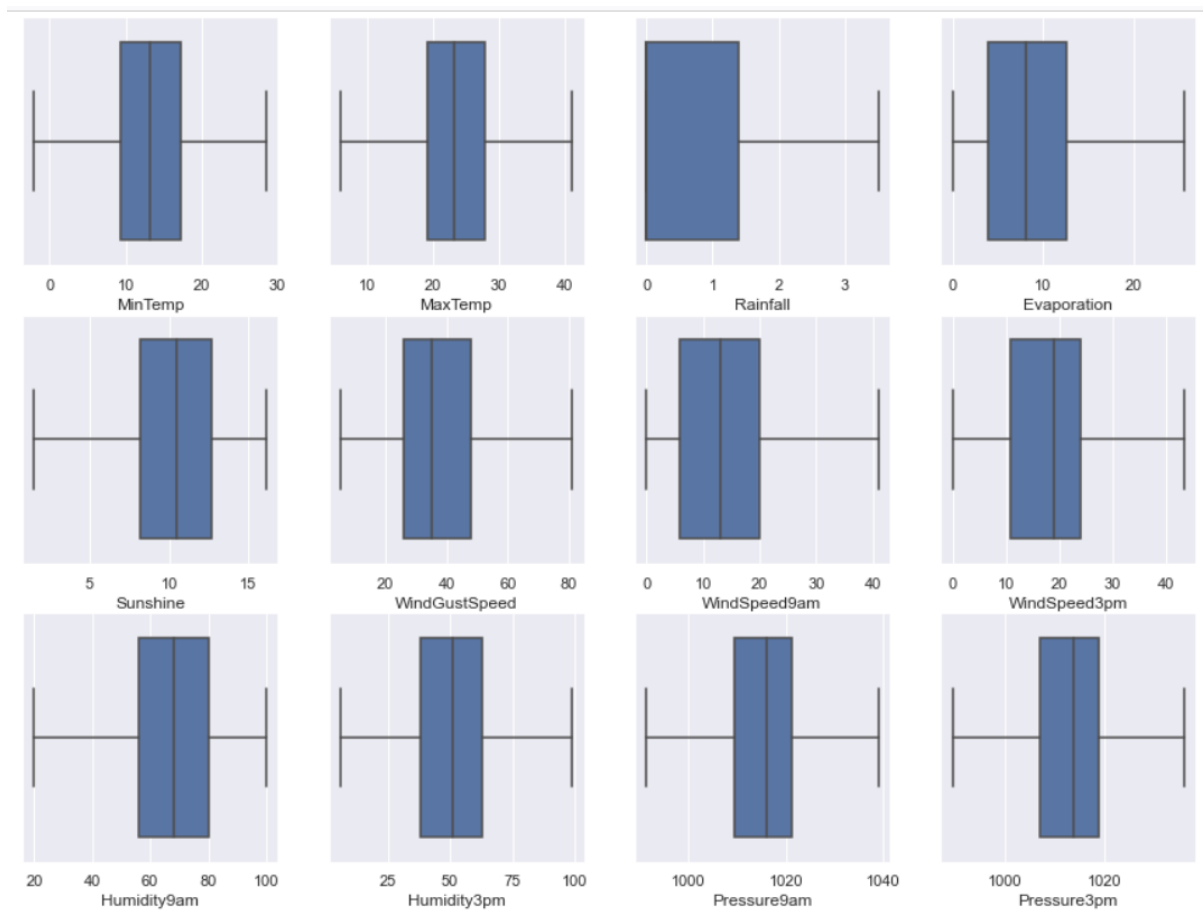 0 10 20 30 10 20 30 40 0 1 2 3 0 10 20
MinTemp MaxTemp Rainfall Evaporation
5 10 15 20 40 60 80 0 10 20 30 40 0 10 20 30 40
Sunshine WindGustSpeed WindSpeed9am WindSpeed3pm
20 40 60 80 100 25 50 75 100 1000 1020 1040 1000 1020
Humidity9am Humidity3pm Pressure9am Pressure3pm